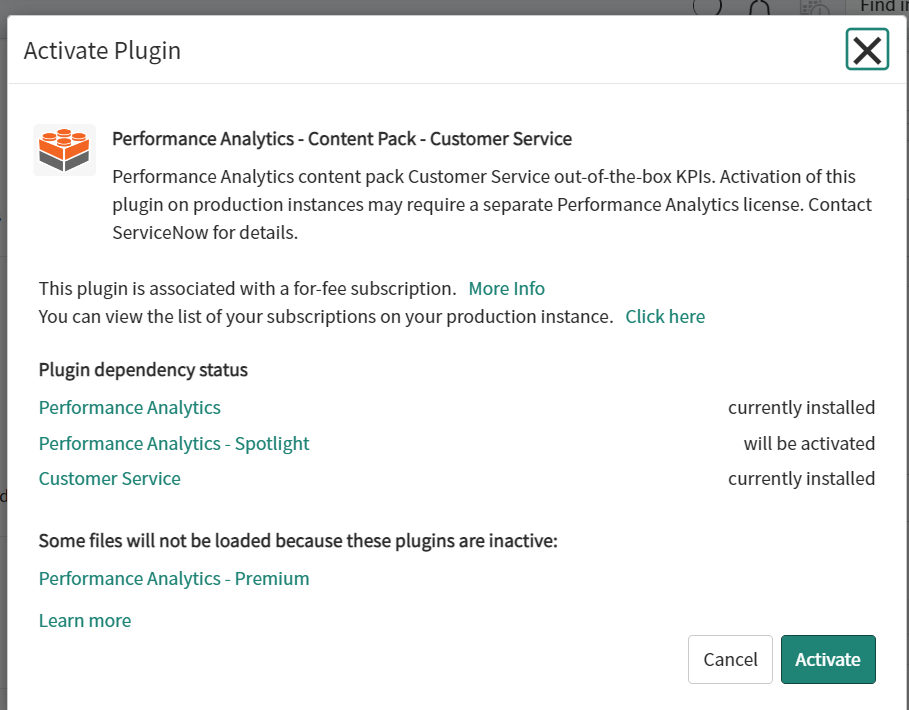 Find i
Activate Plugin
Performance Analytics - Content Pack - Customer Service
Performance Analytics content pack Customer Service out-of-the-box KPIs. Activation of this
plugin on production instances may require a separate Performance Analytics license. Contact
ServiceNow for details.
This plugin is associated with a for-fee subscription. More Info
You can view the list of your subscriptions on your production instance. Click here
Plugin dependency status
Performance Analytics currently installed
Performance Analytics - Spotlight will be activated
Customer Service currently installed
Some files will not be loaded because these plugins are inactive:
Performance Analytics - Premium
Learn more
Cancel Activate